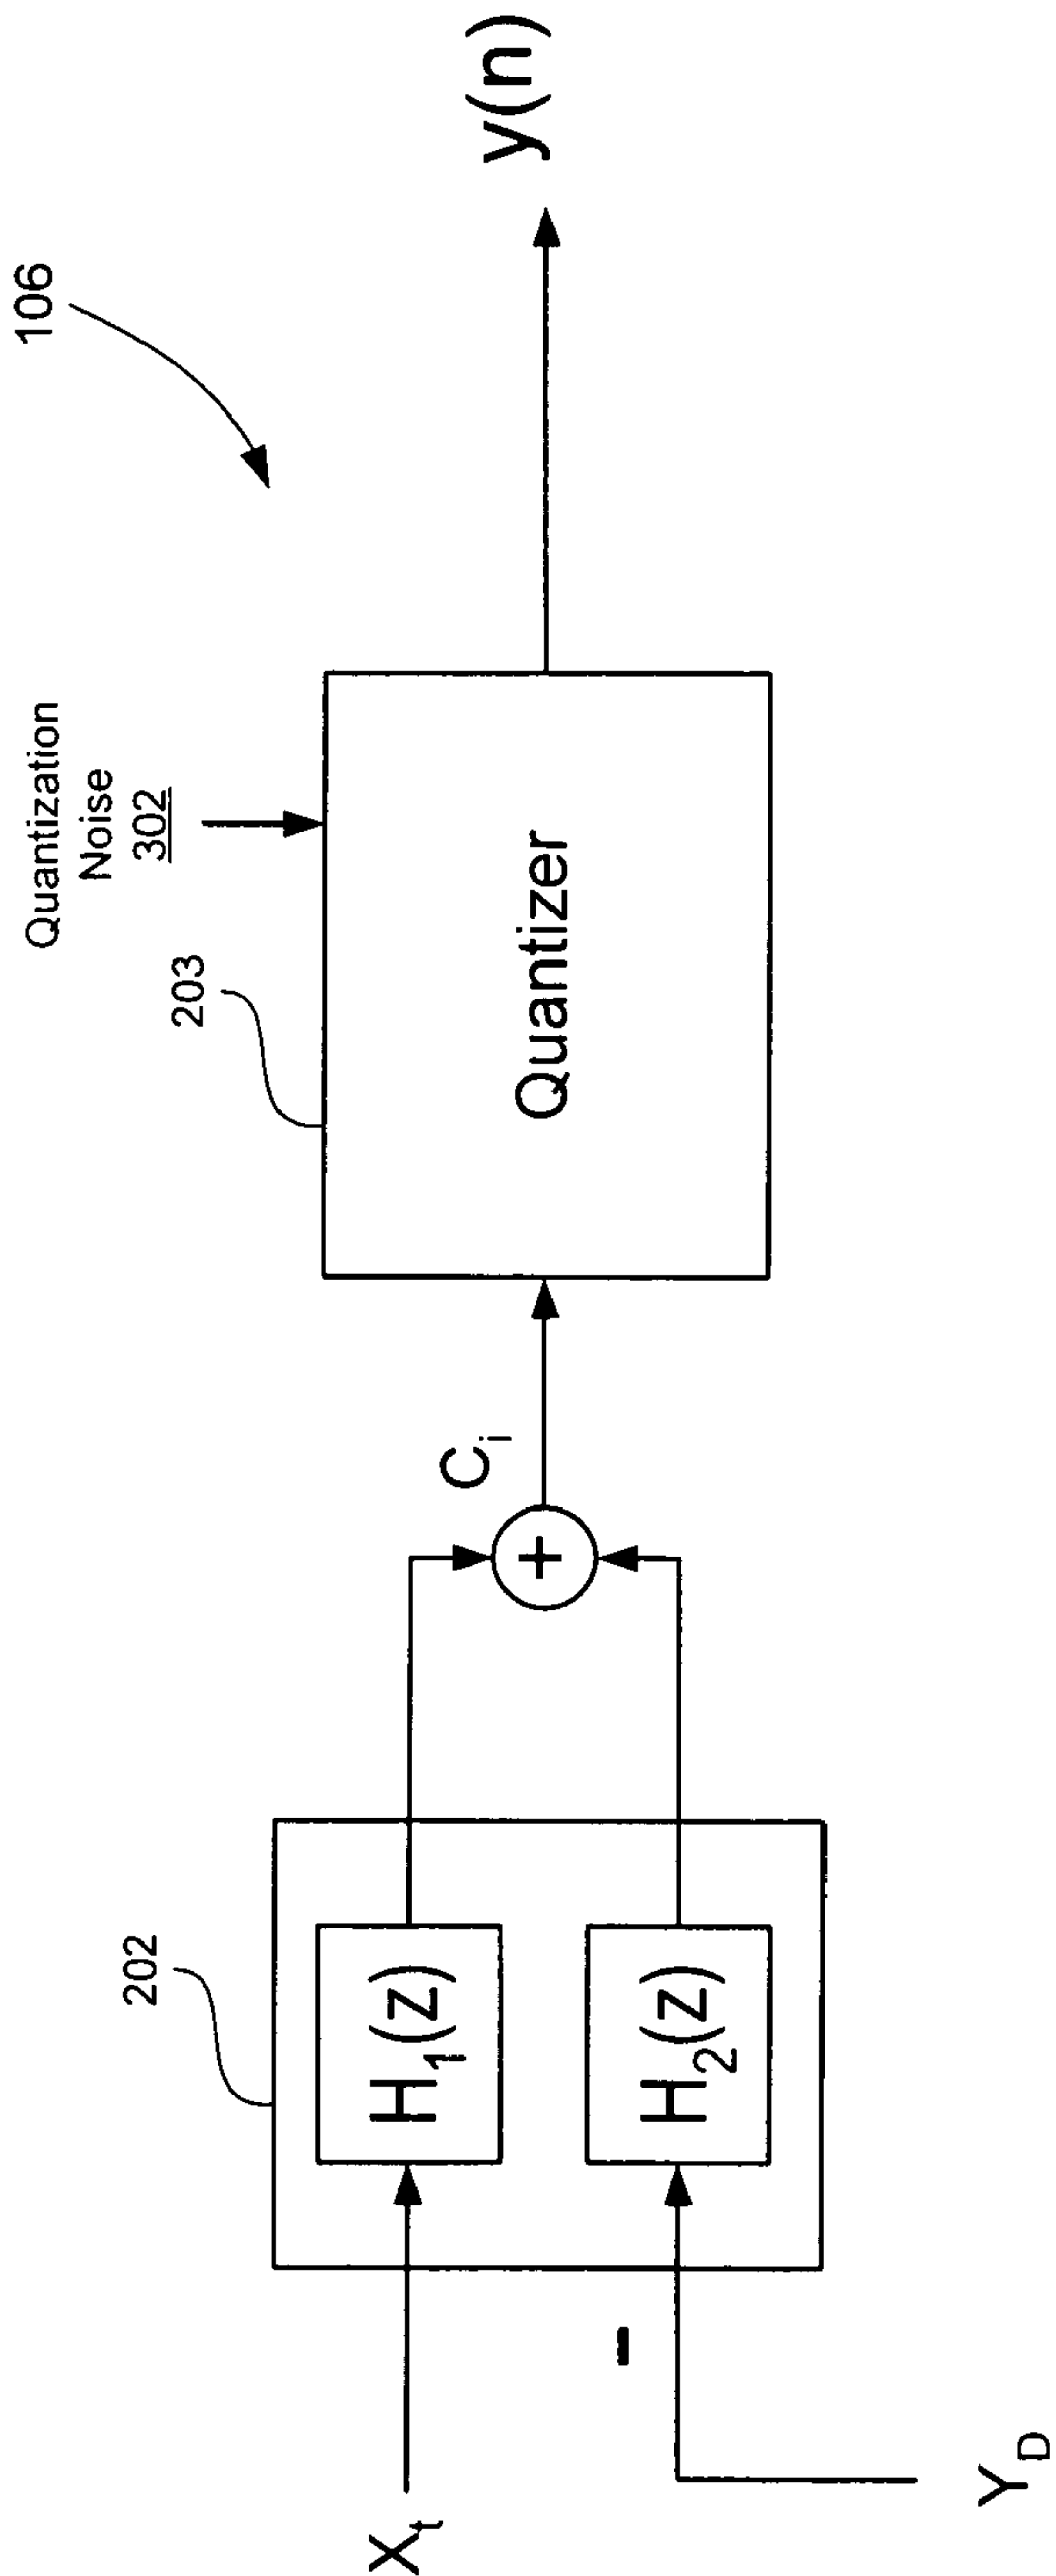 106
Quantization
Noise
302
203
202
X_t
H_1(z)
-
Y_D
H_2(z)
+
C_i
Quantizer
y(n)